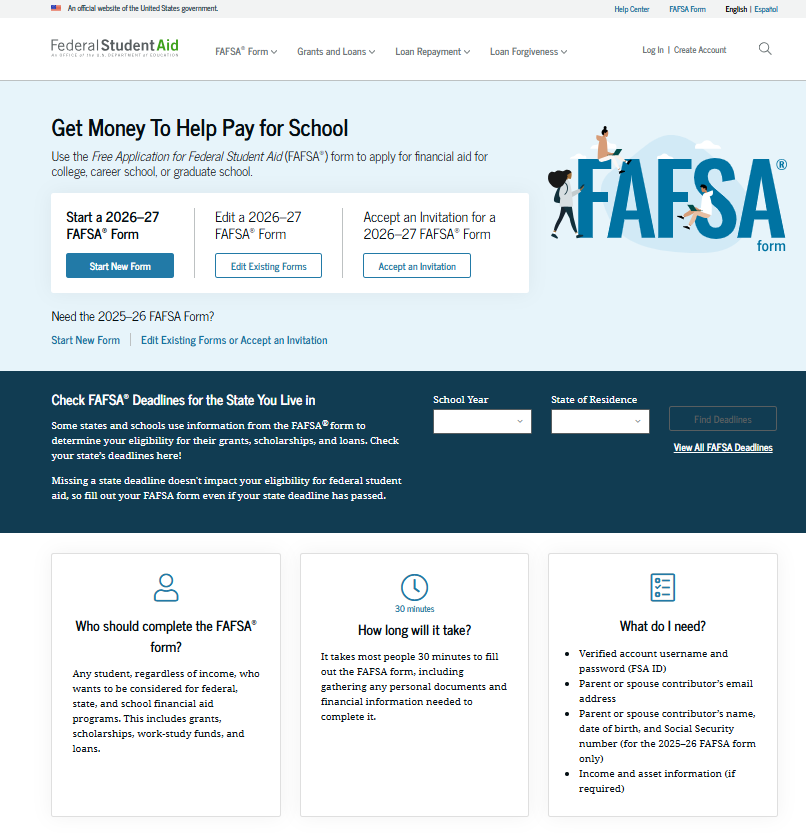 An official website of the United States government.
Help Center
FAFSA Form
English | Español
Federal Student Aid
An OFFICE of the U.S. DEPARTMENT of EDUCATION
FAFSA® Form
Grants and Loans
Loan Repayment
Loan Forgiveness
Log In | Create Account
Get Money To Help Pay for School
Use the Free Application for Federal Student Aid (FAFSA®) form to apply for financial aid for
college, career school, or graduate school.
FAFSA®
form
Start a 2026–27
FAFSA® Form
Start New Form
Edit a 2026–27
FAFSA® Form
Edit Existing Forms
Accept an Invitation for a
2026–27 FAFSA® Form
Accept an Invitation
Need the 2025–26 FAFSA Form?
Start New Form
Edit Existing Forms or Accept an Invitation
Check FAFSA® Deadlines for the State You Live in
Some states and schools use information from the FAFSA® form to
determine your eligibility for their grants, scholarships, and loans. Check
your state's deadlines here!
Missing a state deadline doesn't impact your eligibility for federal student
aid, so fill out your FAFSA form even if your state deadline has passed.
School Year
State of Residence
Find Deadlines
View All FAFSA Deadlines
Who should complete the FAFSA®
form?
Any student, regardless of income, who
wants to be considered for federal,
state, and school financial aid
programs. This includes grants,
scholarships, work-study funds, and
loans.
30 minutes
How long will it take?
It takes most people 30 minutes to fill
out the FAFSA form, including
gathering any personal documents and
financial information needed to
complete it.
What do I need?
• Verified account username and
password (FSA ID)
• Parent or spouse contributor's email
address
• Parent or spouse contributor's name,
date of birth, and Social Security
number (for the 2025–26 FAFSA form
only)
• Income and asset information (if
required)